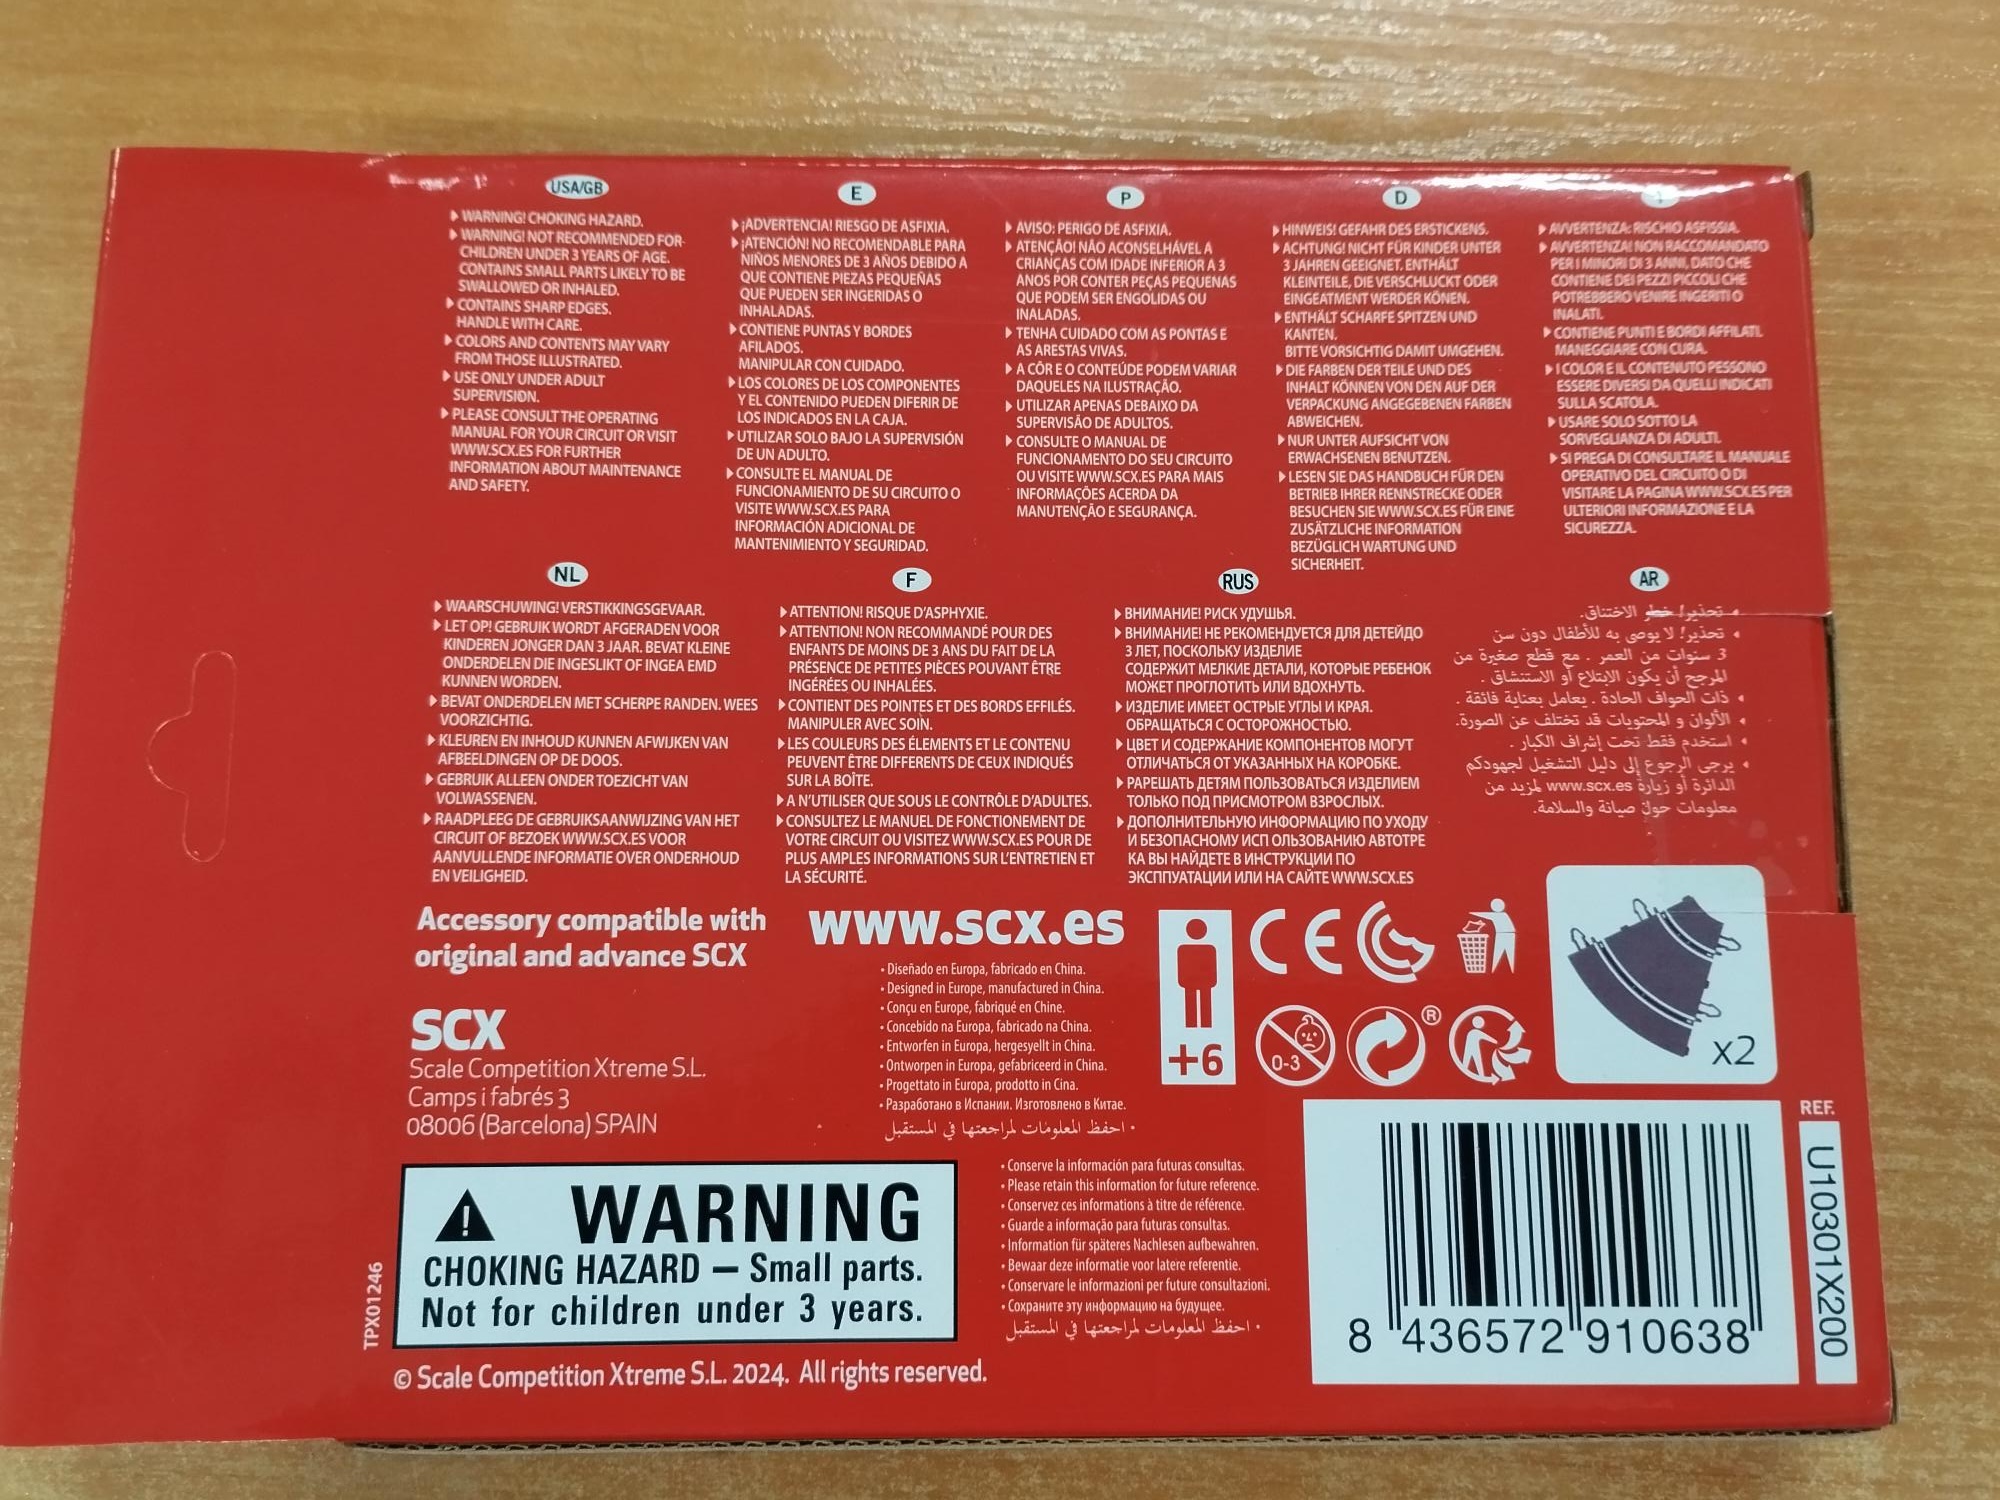 USA/GB
WARNING! CHOKING HAZARD.
WARNING! NOT RECOMMENDED FOR
CHILDREN UNDER 3 YEARS OF AGE.
CONTAINS SMALL PARTS LIKELY TO BE
SWALLOWED OR INHALED.
CONTAINS SHARP EDGES.
HANDLE WITH CARE.
COLORS AND CONTENTS MAY VARY
FROM THOSE ILLUSTRATED.
USE ONLY UNDER ADULT
SUPERVISION.
PLEASE CONSULT THE OPERATING
MANUAL FOR YOUR CIRCUIT OR VISIT
WWW.SCX.ES FOR FURTHER
INFORMATION ABOUT MAINTENANCE
AND SAFETY.
E
¡ADVERTENCIA! RIESGO DE ASFIXIA.
¡ATENCIÓN! NO RECOMENDABLE PARA
NIÑOS MENORES DE 3 AÑOS DEBIDO A
QUE CONTIENE PIEZAS PEQUEÑAS
QUE PUEDEN SER INGERIDAS O
INHALADAS.
CONTIENE PUNTAS Y BORDES
AFILADOS.
MANIPULAR CON CUIDADO.
LOS COLORES DE LOS COMPONENTES
Y EL CONTENIDO PUEDEN DIFERIR DE
LOS INDICADOS EN LA CAJA.
UTILIZAR SOLO BAJO LA SUPERVISIÓN
DE UN ADULTO.
CONSULTE EL MANUAL DE
FUNCIONAMIENTO DE SU CIRCUITO O
VISITE WWW.SCX.ES PARA
INFORMACIÓN ADICIONAL DE
MANTENIMIENTO Y SEGURIDAD.
P
AVISO: PERIGO DE ASFIXIA.
ATENÇÃO! NÃO ACONSELHÁVEL A
CRIANÇAS COM IDADE INFERIOR A 3
ANOS POR CONTER PEÇAS PEQUENAS
QUE PODEM SER ENGOLIDAS OU
INALADAS.
TENHA CUIDADO COM AS PONTAS E
AS ARESTAS VIVAS.
A CÔR E O CONTEÚDE PODEM VARIAR
DAQUELES NA ILUSTRAÇÃO.
UTILIZAR APENAS DEBAIXO DA
SUPERVISÃO DE ADULTOS.
CONSULTE O MANUAL DE
FUNCIONAMENTO DO SEU CIRCUITO
OU VISITE WWW.SCX.ES PARA MAIS
INFORMAÇÕES ACERDA DA
MANUTENÇÃO E SEGURANÇA.
D
HINWEIS! GEFAHR DES ERSTICKENS.
ACHTUNG! NICHT FÜR KINDER UNTER
3 JAHREN GEEIGNET. ENTHÄLT
KLEINTEILE, DIE VERSCHLUCKT ODER
EINGEATMENT WERDER KÖNEN.
ENTHÄLT SCHARFE SPITZEN UND
KANTEN.
BITTE VORSICHTIG DAMIT UMGEHEN.
DIE FARBEN DER TEILE UND DES
INHALT KÖNNEN VON DEN AUF DER
VERPACKUNG ANGEGEBENEN FARBEN
ABWEICHEN.
NUR UNTER AUFSICHT VON
ERWACHSENEN BENUTZEN.
LESEN SIE DAS HANDBUCH FÜR DEN
BETRIEB IHRER RENNSTRECKE ODER
BESUCHEN SIE WWW.SCX.ES FÜR EINE
ZUSÄTZLICHE INFORMATION
BEZÜGLICH WARTUNG UND
SICHERHEIT.
AVVERTENZA: RISCHIO ASFISSIA.
AVVERTENZA! NON RACCOMANDATO
PER I MINORI DI 3 ANNI, DATO CHE
CONTIENE DEI PEZZI PICCOLI CHE
POTREBBERO VENIRE INGERITI O
INALATI.
CONTIENE PUNTI E BORDI AFFILATI.
MANEGGIARE CON CURA.
I COLOR E IL CONTENUTO PESSONO
ESSERE DIVERSI DA QUELLI INDICATI
SULLA SCATOLA.
USARE SOLO SOTTO LA
SORVEGLIANZA DI ADULTI.
SI PREGA DI CONSULTARE IL MANUALE
OPERATIVO DEL CIRCUITO O DI
VISITARE LA PAGINA WWW.SCX.ES PER
ULTERIORI INFORMAZIONE E LA
SICUREZZA.
NL
WAARSCHUWING! VERSTIKKINGSGEVAAR.
LET OP! GEBRUIK WORDT AFGERADEN VOOR
KINDEREN JONGER DAN 3 JAAR. BEVAT KLEINE
ONDERDELEN DIE INGESLIKT OF INGEA EMD
KUNNEN WORDEN.
BEVAT ONDERDELEN MET SCHERPE RANDEN. WEES
VOORZICHTIG.
KLEUREN EN INHOUD KUNNEN AFWIJKEN VAN
AFBEELDINGEN OP DE DOOS.
GEBRUIK ALLEEN ONDER TOEZICHT VAN
VOLWASSENEN.
RAADPLEEG DE GEBRUIKSAANWIJZING VAN HET
CIRCUIT OF BEZOEK WWW.SCX.ES VOOR
AANVULLENDE INFORMATIE OVER ONDERHOUD
EN VEILIGHEID.
F
ATTENTION! RISQUE D'ASPHYXIE.
ATTENTION! NON RECOMMANDÉ POUR DES
ENFANTS DE MOINS DE 3 ANS DU FAIT DE LA
PRÉSENCE DE PETITES PIÈCES POUVANT ÊTRE
INGÉRÉES OU INHALÉES.
CONTIENT DES POINTES ET DES BORDS EFFILÉS.
MANIPULER AVEC SOIN.
LES COULEURS DES ÉLEMENTS ET LE CONTENU
PEUVENT ÊTRE DIFFERENTS DE CEUX INDIQUÉS
SUR LA BOÎTE.
A N'UTILISER QUE SOUS LE CONTRÔLE D'ADULTES.
CONSULTEZ LE MANUEL DE FONCTIONEMENT DE
VOTRE CIRCUIT OU VISITEZ WWW.SCX.ES POUR DE
PLUS AMPLES INFORMATIONS SUR L'ENTRETIEN ET
LA SÉCURITÉ.
RUS
ВНИМАНИЕ! РИСК УДУШЬЯ.
ВНИМАНИЕ! НЕ РЕКОМЕНДУЕТСЯ ДЛЯ ДЕТЕЙДО
3 ЛЕТ, ПОСКОЛЬКУ ИЗДЕЛИЕ
СОДЕРЖИТ МЕЛКИЕ ДЕТАЛИ, КОТОРЫЕ РЕБЕНОК
МОЖЕТ ПРОГЛОТИТЬ ИЛИ ВДОХНУТЬ.
ИЗДЕЛИЕ ИМЕЕТ ОСТРЫЕ УГЛЫ И КРАЯ.
ОБРАЩАТЬСЯ С ОСТОРОЖНОСТЬЮ.
ЦВЕТ И СОДЕРЖАНИЕ КОМПОНЕНТОВ МОГУТ
ОТЛИЧАТЬСЯ ОТ УКАЗАННЫХ НА КОРОБКЕ.
РАРЕШАТЬ ДЕТЯМ ПОЛЬЗОВАТЬСЯ ИЗДЕЛИЕМ
ТОЛЬКО ПОД ПРИСМОТРОМ ВЗРОСЛЫХ.
ДОПОЛНИТЕЛЬНУЮ ИНФОРМАЦИЮ ПО УХОДУ
И БЕЗОПАСНОМУ ИСП ОЛЬЗОВАНИЮ АВТОТРЕ
КА ВЫ НАЙДЕТЕ В ИНСТРУКЦИИ ПО
ЭКСППУАТАЦИИ ИЛИ НА САЙТЕ WWW.SCX.ES
AR
تحذير! خطر الاختناق.
تحذير! لا يوصى به للأطفال دون سن
3 سنوات من العمر . مع قطع صغيرة من
المرجح أن يكون الابتلاع أو الاستنشاق .
ذات الحواف الحادة . يعامل بعناية فائقة .
الألوان و المحتويات قد تختلف عن الصورة.
استخدم فقط تحت إشراف الكبار .
يرجى الرجوع إلى دليل التشغيل لجهودكم
الدائرة أو زيارة www.scx.es لمزيد من
معلومات حول صيانة والسلامة.
Accessory compatible with
original and advance SCX
SCX
Scale Competition Xtreme S.L.
Camps i fabrés 3
08006 (Barcelona) SPAIN
www.scx.es
• Diseñado en Europa, fabricado en China.
• Designed in Europe, manufactured in China.
• Conçu en Europe, fabriqué en Chine.
• Concebido na Europa, fabricado na China.
• Entworfen in Europa, hergesyellt in China.
• Ontworpen in Europa, gefabriceerd in China.
• Progettato in Europa, prodotto in Cina.
• Разработано в Испании. Изготовлено в Китае.
• احفظ المعلومات لمراجعتها في المستقبل
+6
CE
0-3
®
x2
WARNING
CHOKING HAZARD — Small parts.
Not for children under 3 years.
TPX01246
• Conserve la información para futuras consultas.
• Please retain this information for future reference.
• Conservez ces informations à titre de référence.
• Guarde a informação para futuras consultas.
• Information für späteres Nachlesen aufbewahren.
• Bewaar deze informatie voor latere referentie.
• Conservare le informazioni per future consultazioni.
• Сохраните эту информацию на будущее.
• احفظ المعلومات لمراجعتها في المستقبل
REF.
U10301X200
8 436572 910638
© Scale Competition Xtreme S.L. 2024. All rights reserved.